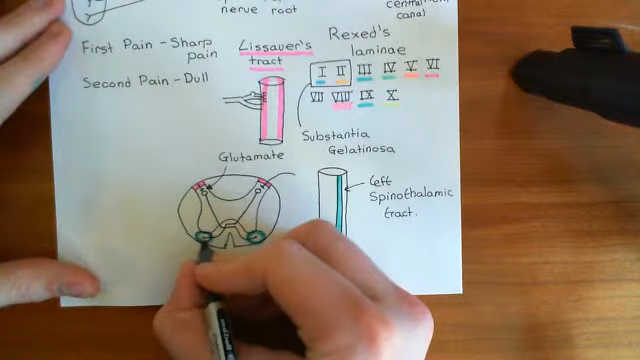 nerve root
canal
First Pain - Sharp
pain
Second Pain - Dull
Lissauer's
tract
Rexed's
laminae
I II III IV V VI
VII VIII IX X
Substantia
Gelatinosa
Glutamate
left
Spinothalamic
tract.